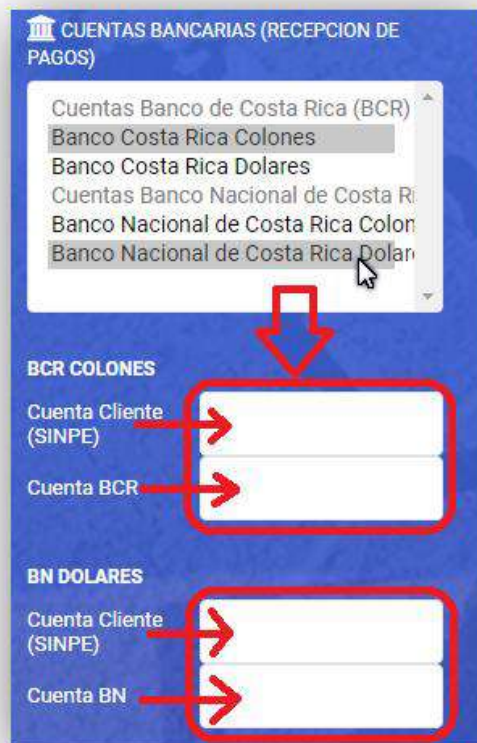 CUENTAS BANCARIAS (RECEPCION DE
PAGOS)
Cuentas Banco de Costa Rica (BCR)
Banco Costa Rica Colones
Banco Costa Rica Dolares
Cuentas Banco Nacional de Costa Ri
Banco Nacional de Costa Rica Colon
Banco Nacional de Costa Rica Dolar
BCR COLONES
Cuenta Cliente
(SINPE)
Cuenta BCR
BN DOLARES
Cuenta Cliente
(SINPE)
Cuenta BN